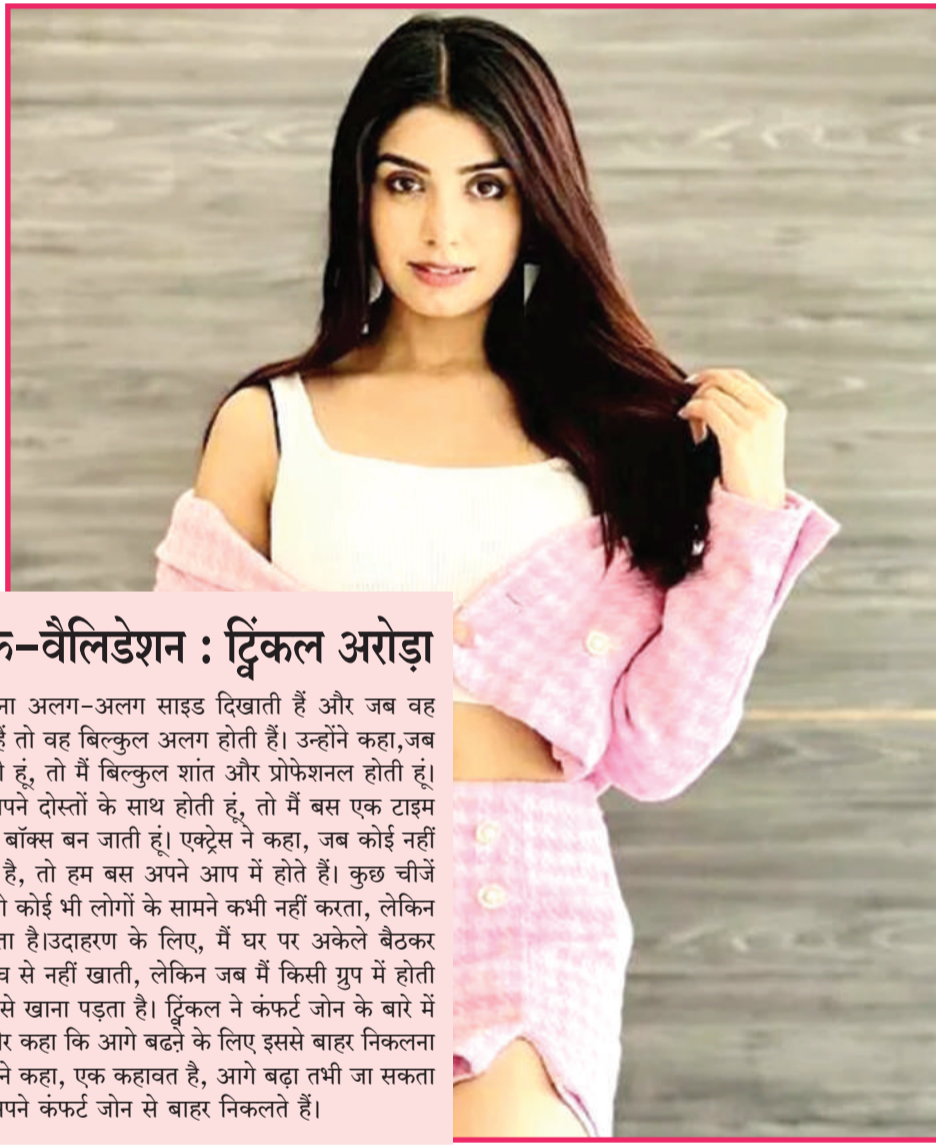 क-वैलिडेशन : ट्विंकल अरोड़ा
ना अलग-अलग साइड दिखाती हैं और जब वह
हैं तो वह बिल्कुल अलग होती हैं। उन्होंने कहा,जब
ी हूं, तो मैं बिल्कुल शांत और प्रोफेशनल होती हूं।
पने दोस्तों के साथ होती हूं, तो मैं बस एक टाइम
बॉक्स बन जाती हूं। एक्ट्रेस ने कहा, जब कोई नहीं
है, तो हम बस अपने आप में होते हैं। कुछ चीजें
ो कोई भी लोगों के सामने कभी नहीं करता, लेकिन
ता है।उदाहरण के लिए, मैं घर पर अकेले बैठकर
च से नहीं खाती, लेकिन जब मैं किसी ग्रुप में होती
से खाना पड़ता है। ट्विंकल ने कंफर्ट जोन के बारे में
र कहा कि आगे बढऩे के लिए इससे बाहर निकलना
ने कहा, एक कहावत है, आगे बढ़ा तभी जा सकता
पने कंफर्ट जोन से बाहर निकलते हैं।